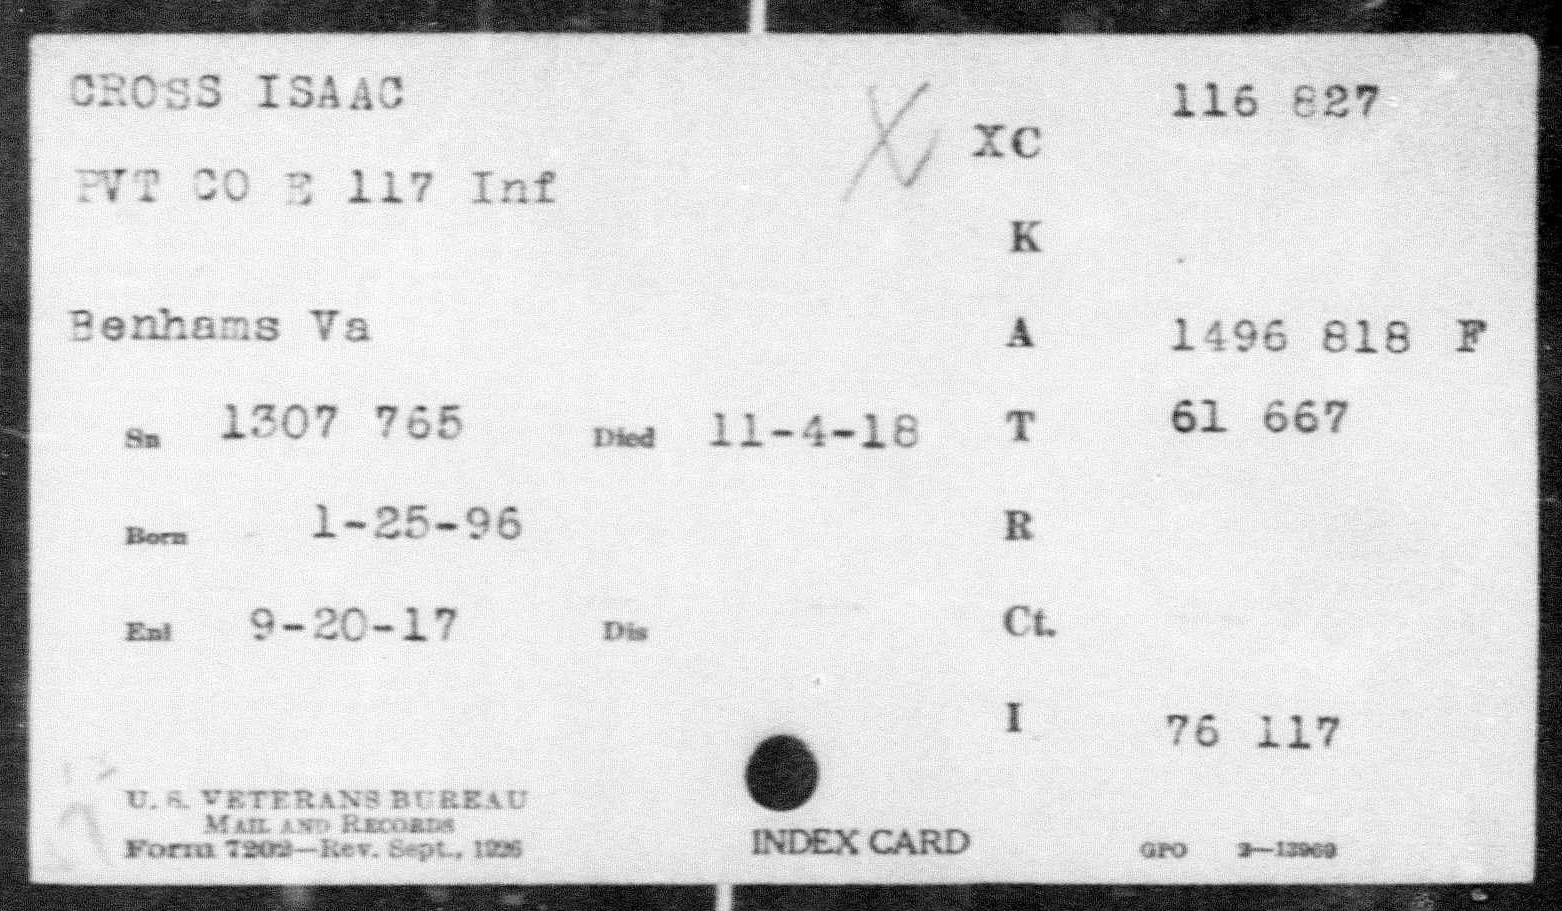 CROSS ISAAC
XC 116 827
PVT CO E 117 Inf
K
Benhams Va
A 1496 818 F
Sn 1307 765 Died 11-4-18
T 61 667
Born 1-25-96
R
Enl 9-20-17 Dis
Ct.
I 76 117
U. S. VETERANS BUREAU
MAIL AND RECORDS
Form 7202—Rev. Sept., 1926
INDEX CARD
GPO 2—13969